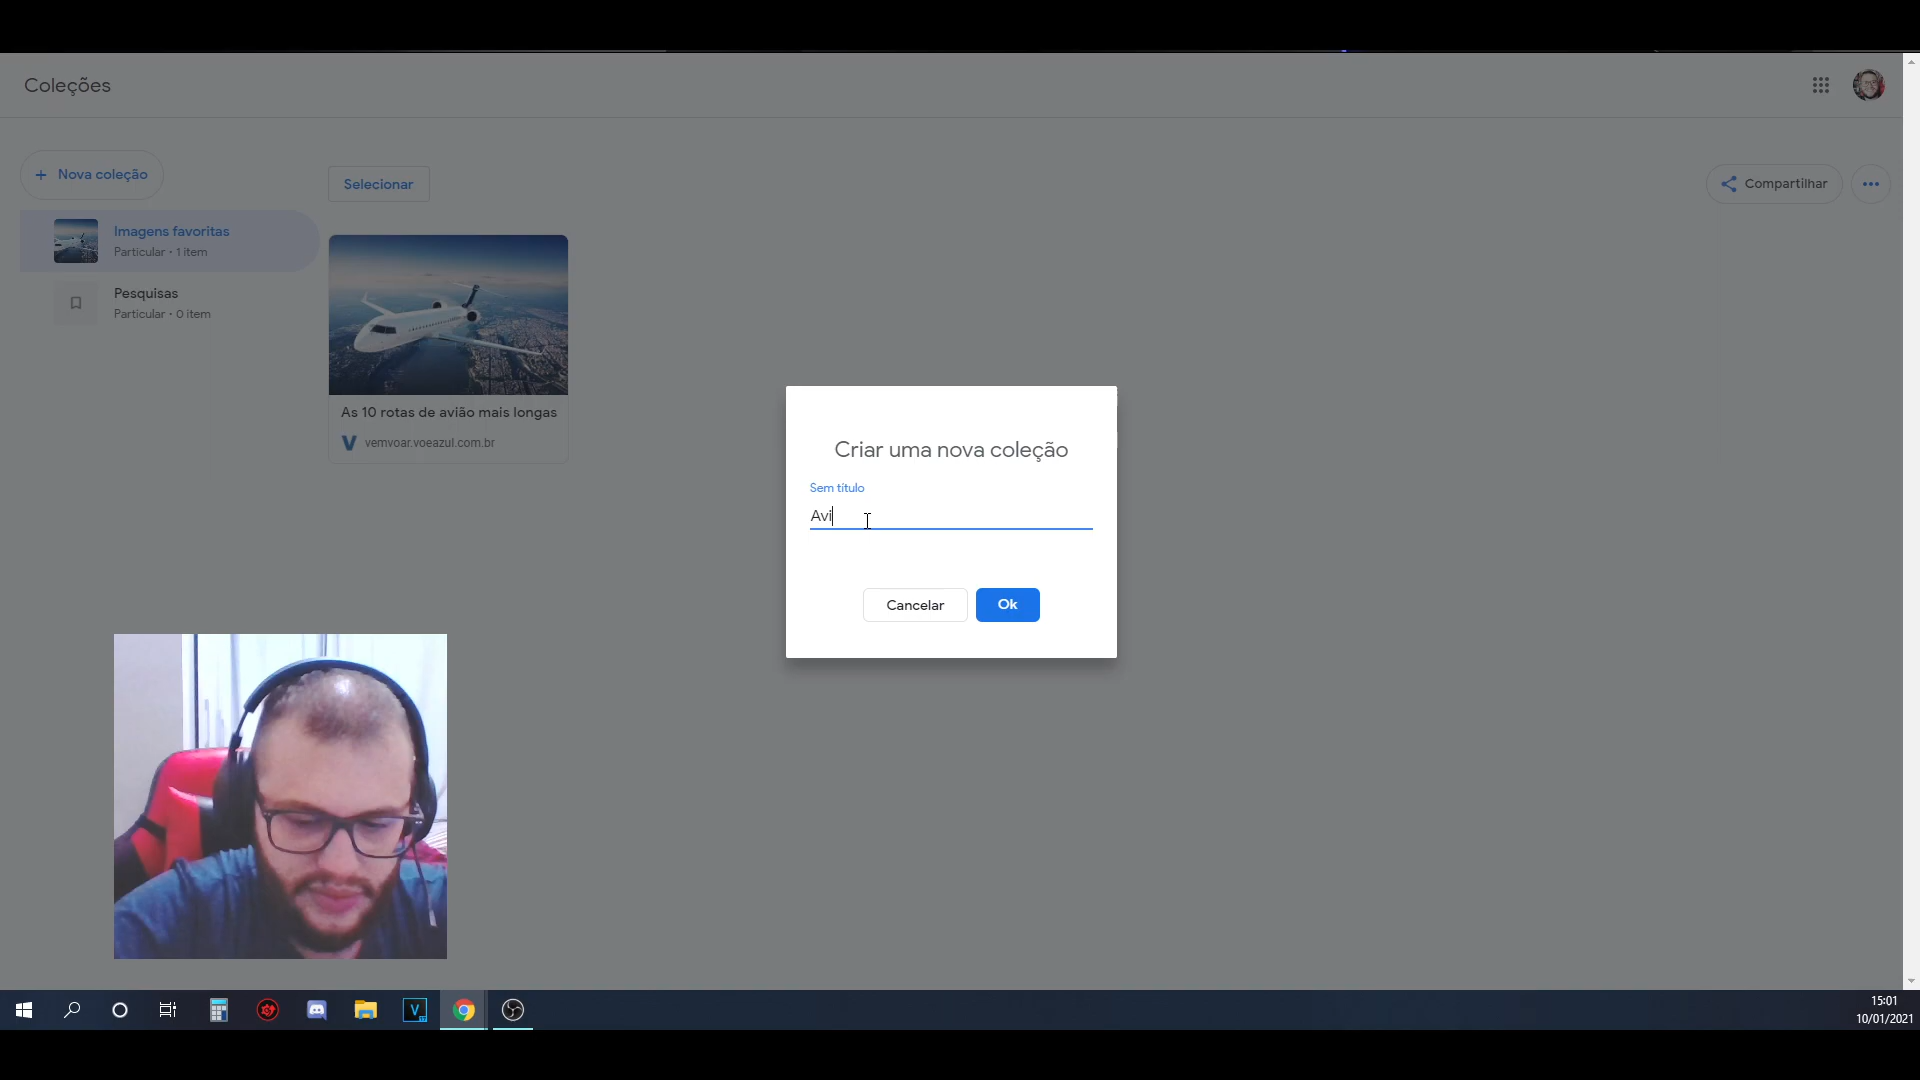 Coleções
+ Nova coleção
Selecionar
Compartilhar
Imagens favoritas
Particular • 1 item
Pesquisas
Particular • 0 item
As 10 rotas de avião mais longas
V vemvoar.voeazul.com.br
Criar uma nova coleção
Sem título
Avi
Cancelar
Ok
V
15:01
10/01/2021